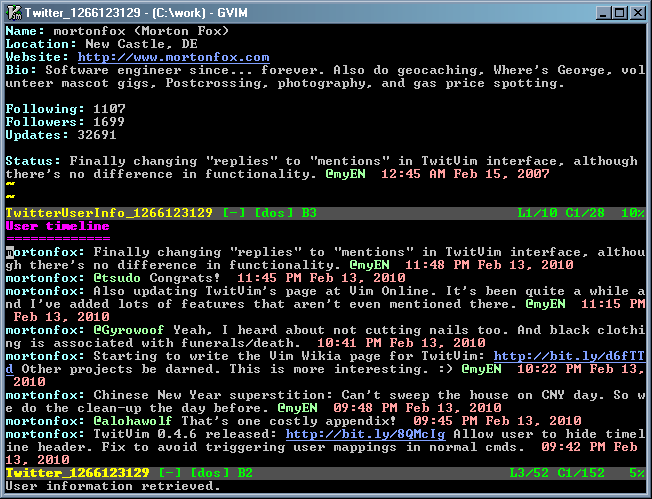 Twitter_1266123129 - (C:\work) - GVIM
Name: mortonfox (Morton Fox)
Location: New Castle, DE
Website: http://www.mortonfox.com
Bio: Software engineer since... forever. Also do geocaching, Where's George, vol
unteer mascot gigs, Postcrossing, photography, and gas price spotting.
Following: 1107
Followers: 1699
Updates: 32691
Status: Finally changing "replies" to "mentions" in TwitVim interface, although
there's no difference in functionality. @myEN  12:45 AM Feb 15, 2007
~
~
TwitterUserInfo_1266123129 [-] [dos] B3 L1/10 C1/28  10%
User timeline
=============
mortonfox: Finally changing "replies" to "mentions" in TwitVim interface, althou
gh there's no difference in functionality. @myEN  11:48 PM Feb 13, 2010
mortonfox: @tsudo Congrats!  11:45 PM Feb 13, 2010
mortonfox: Also updating TwitVim's page at Vim Online. It's been quite a while a
nd I've added lots of features that aren't even mentioned there. @myEN  11:15 PM
 Feb 13, 2010
mortonfox: @Gyrowoof Yeah, I heard about not cutting nails too. And black clothi
ng is associated with funerals/death.  10:41 PM Feb 13, 2010
mortonfox: Starting to write the Vim Wikia page for TwitVim: http://bit.ly/d6fTT
d Other projects be darned. This is more interesting. :) @myEN  10:22 PM Feb 13,
 2010
mortonfox: Chinese New Year superstition: Can't sweep the house on CNY day. So w
e do the clean-up the day before. @myEN  09:48 PM Feb 13, 2010
mortonfox: @alohawolf That's one costly appendix!  09:45 PM Feb 13, 2010
mortonfox: TwitVim 0.4.6 released: http://bit.ly/8QMcIg Allow user to hide timel
ine header. Fix to avoid triggering user mappings in normal cmds.  09:42 PM Feb
 13, 2010
Twitter_1266123129 [-] [dos] B2 L3/52 C1/152   5%
User information retrieved.